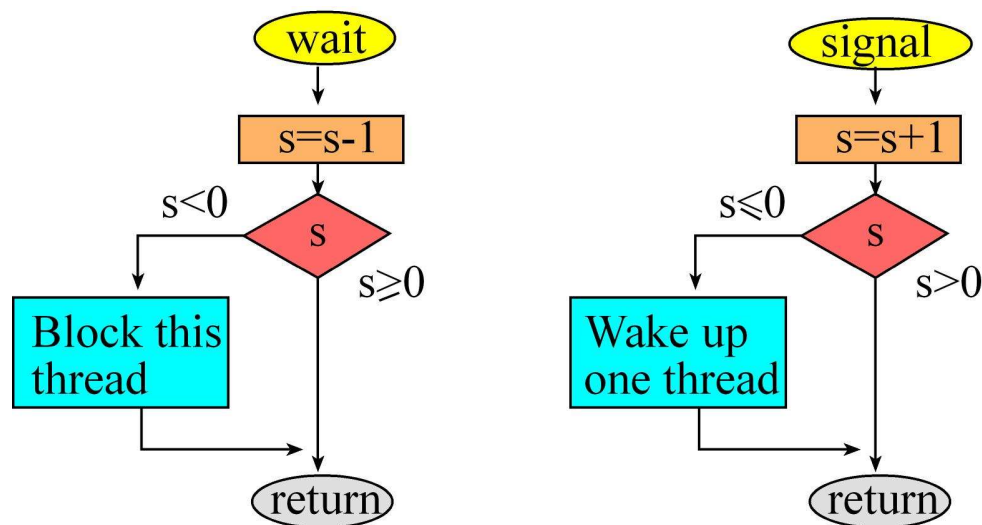 wait
s=s-1
s<0
s
s⩾0
Block this
thread
return
signal
s=s+1
s⩽0
s
s>0
Wake up
one thread
return